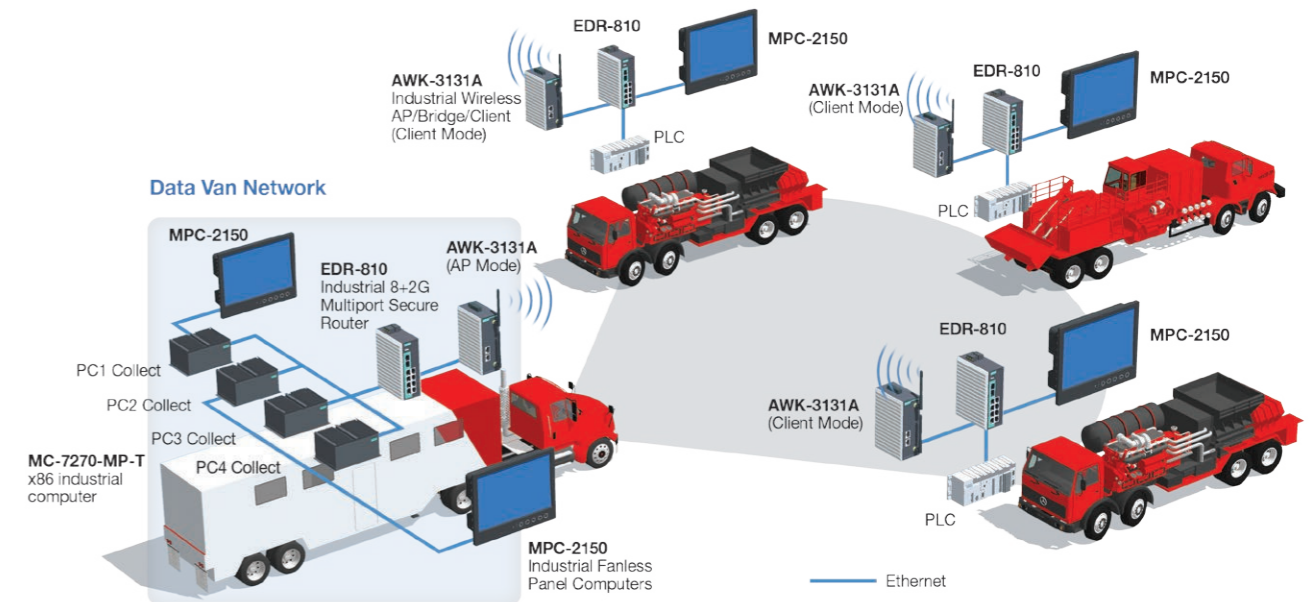 EDR-810
MPC-2150
AWK-3131A
Industrial Wireless
AP/Bridge/Client
(Client Mode)
PLC
EDR-810
MPC-2150
AWK-3131A
(Client Mode)
PLC
Data Van Network
MPC-2150
EDR-810
Industrial 8+2G
Multiport Secure
Router
AWK-3131A
(AP Mode)
PC1 Collect
PC2 Collect
PC3 Collect
PC4 Collect
MC-7270-MP-T
x86 industrial
computer
MPC-2150
Industrial Fanless
Panel Computers
EDR-810
MPC-2150
AWK-3131A
(Client Mode)
PLC
Ethernet